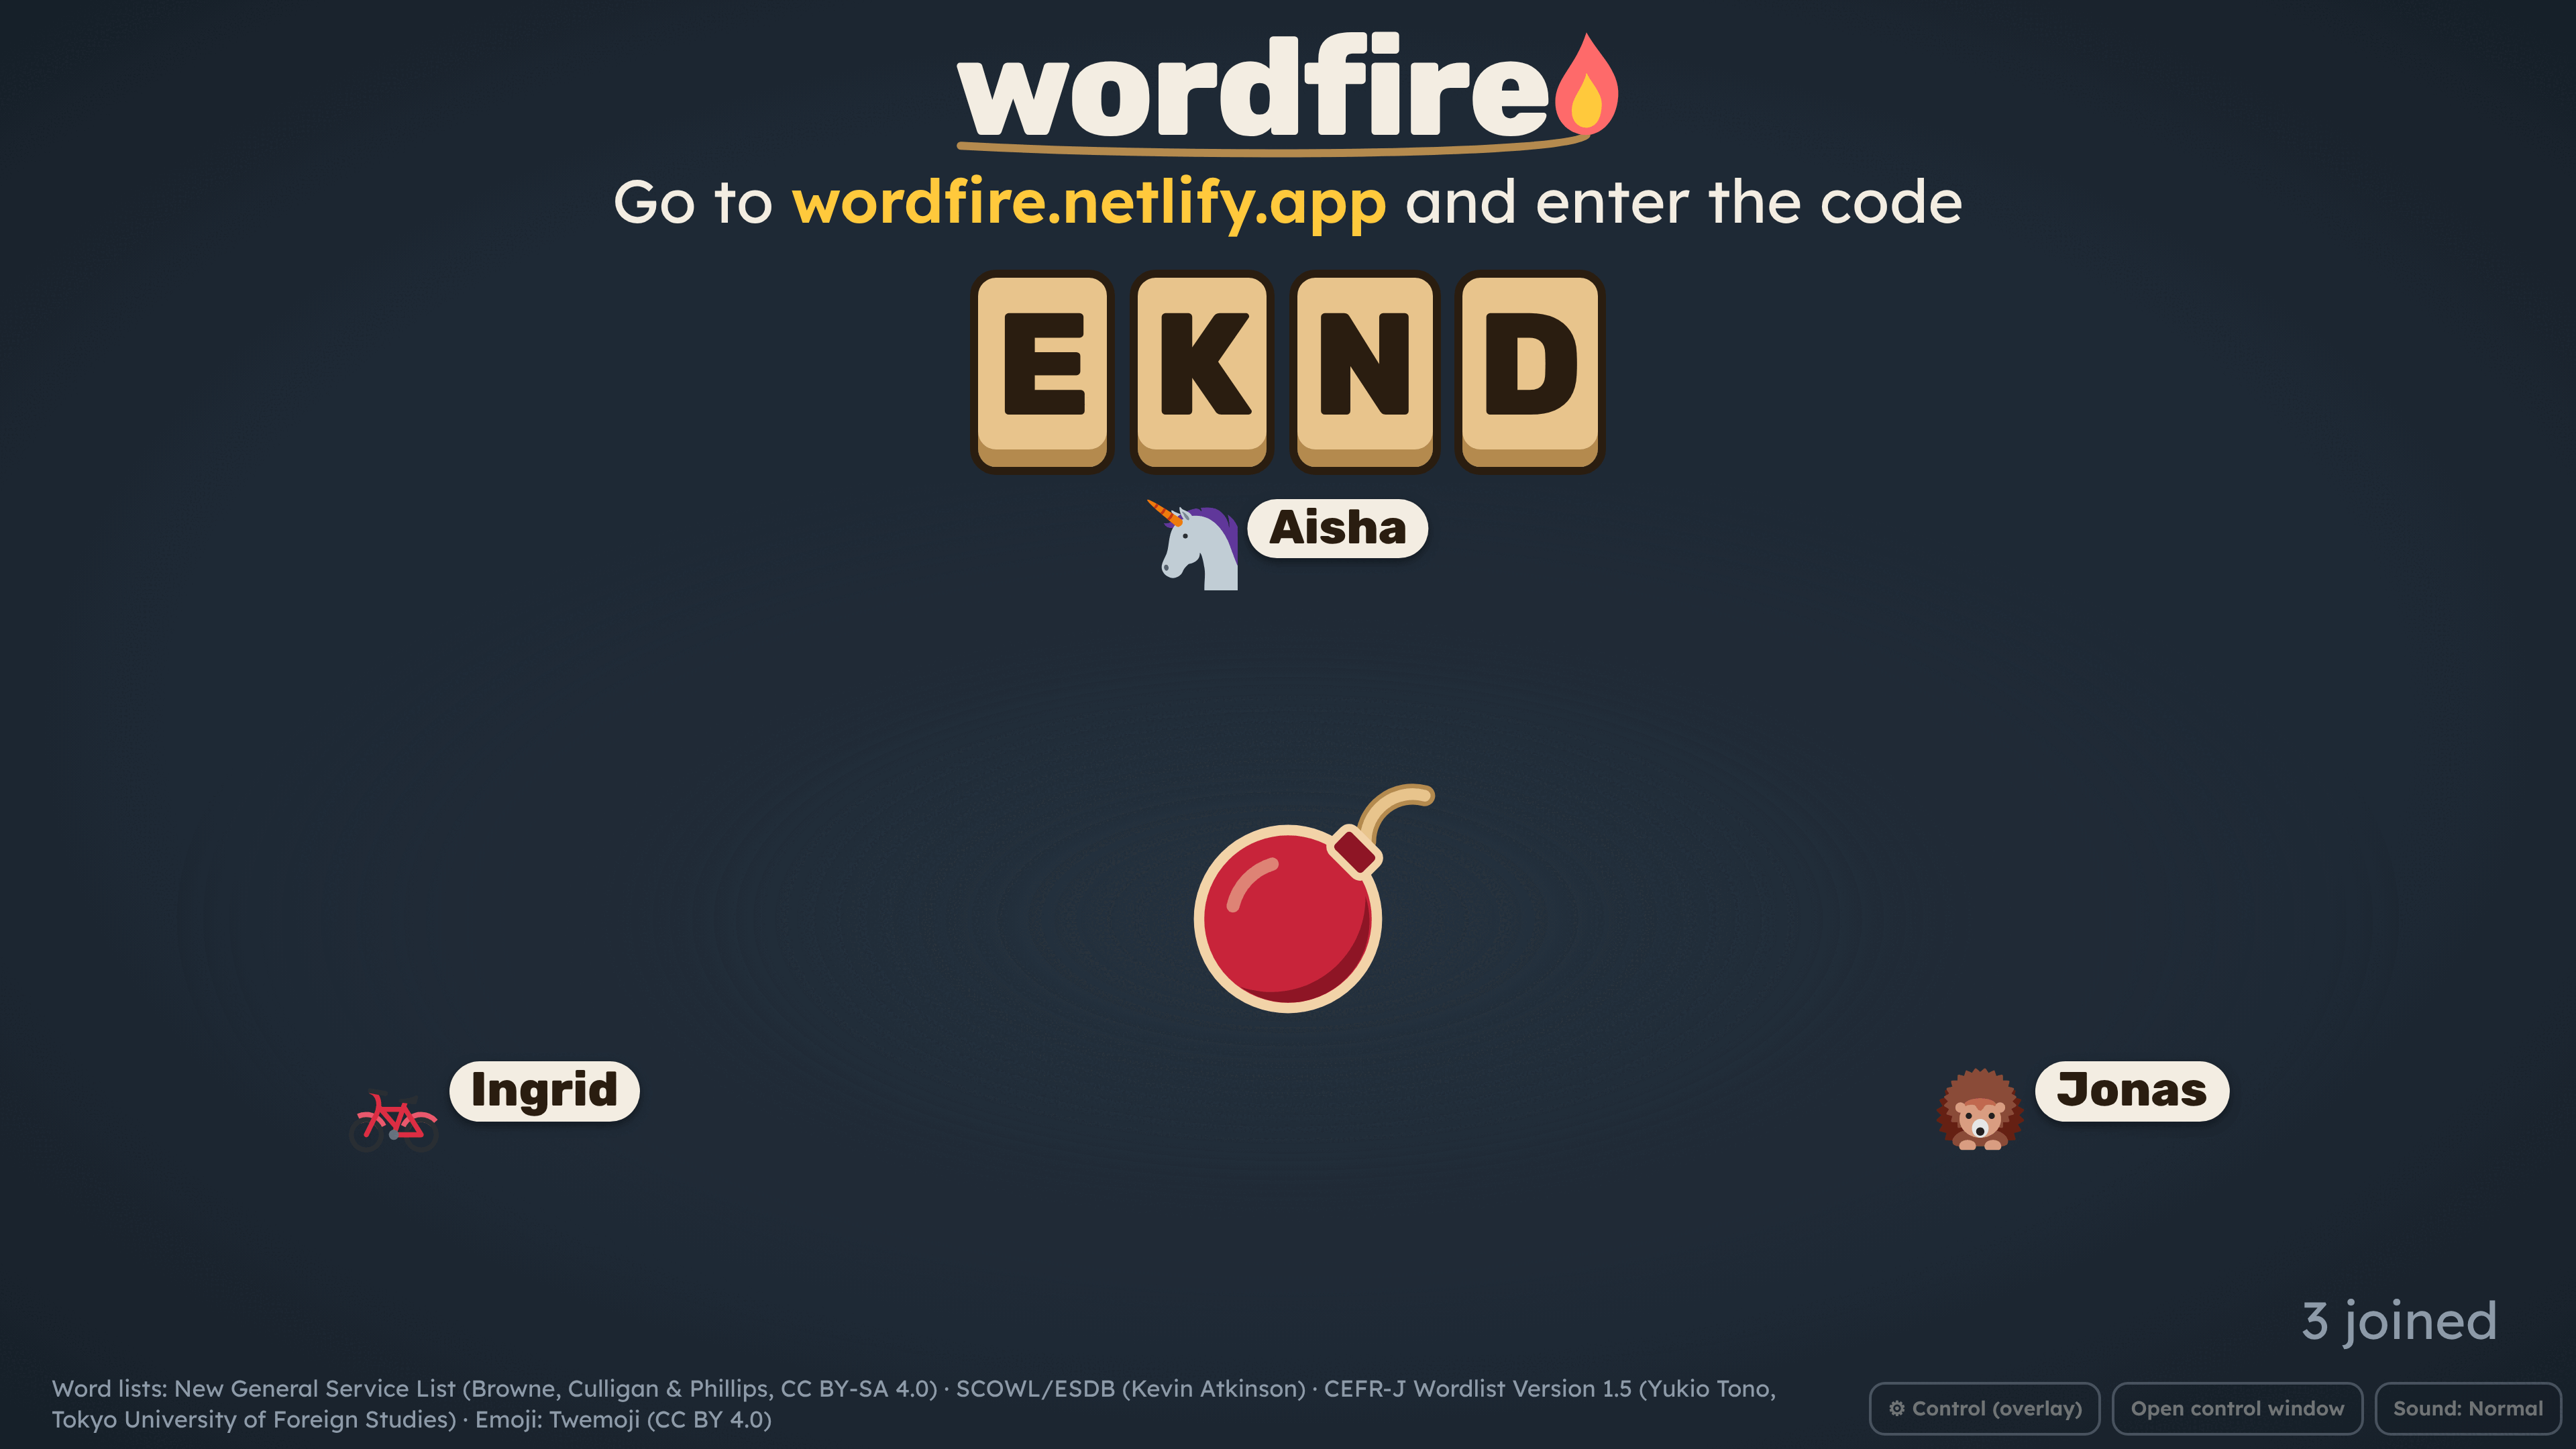 wordfire
Go to wordfire.netlify.app and enter the code
E K N D
Aisha
Ingrid
Jonas
3 joined
Word lists: New General Service List (Browne, Culligan & Phillips, CC BY-SA 4.0) · SCOWL/ESDB (Kevin Atkinson) · CEFR-J Wordlist Version 1.5 (Yukio Tono,
Tokyo University of Foreign Studies) · Emoji: Twemoji (CC BY 4.0)
⚙ Control (overlay)
Open control window
Sound: Normal